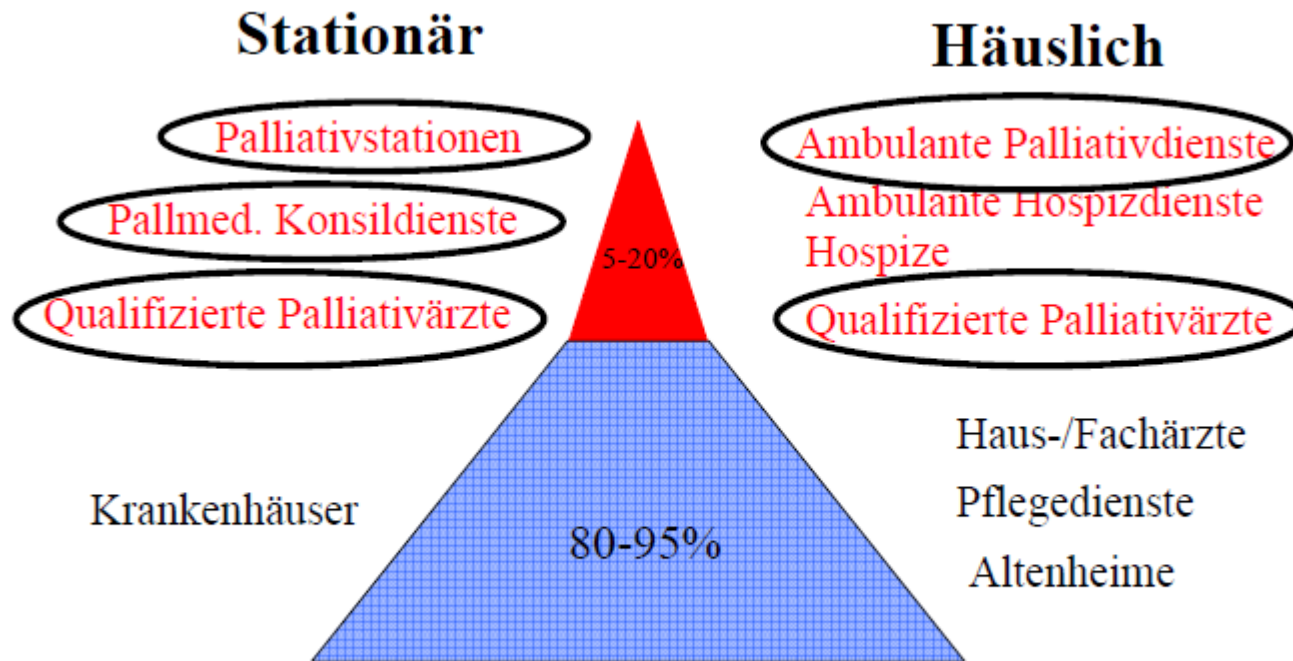 Stationär
Häuslich
Palliativstationen
Pallmed. Konsildienste
Qualifizierte Palliativärzte
5-20%
Ambulante Palliativdienste
Ambulante Hospizdienste
Hospize
Qualifizierte Palliativärzte
Krankenhäuser
80-95%
Haus-/Fachärzte
Pflegedienste
Altenheime